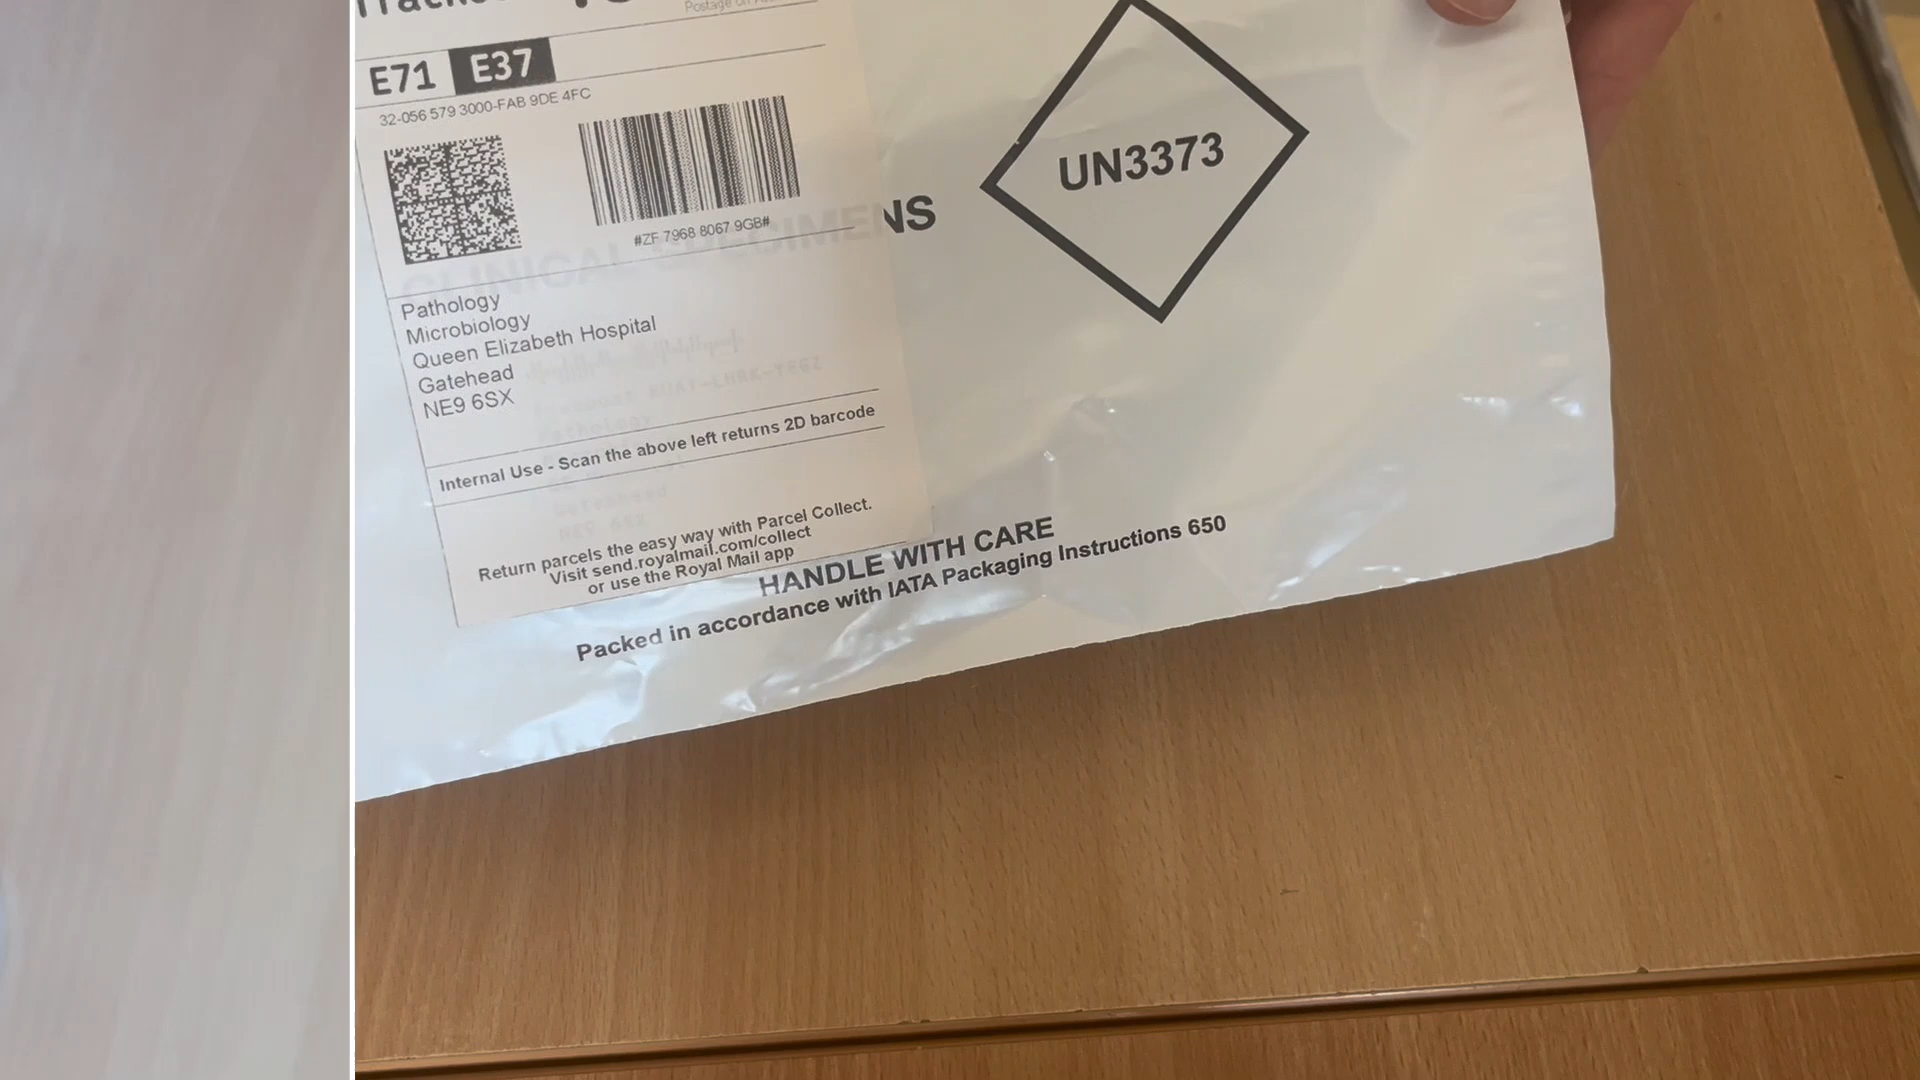 E71 E37
32-056 579 3000-FAB 9DE 4FC
#ZF 7968 8067 9GB#
CLINICAL SPECIMENS
UN3373
Pathology
Microbiology
Queen Elizabeth Hospital
Gatehead
NE9 6SX
Internal Use - Scan the above left returns 2D barcode
Return parcels the easy way with Parcel Collect.
Visit send.royalmail.com/collect
or use the Royal Mail app
HANDLE WITH CARE
Packed in accordance with IATA Packaging Instructions 650